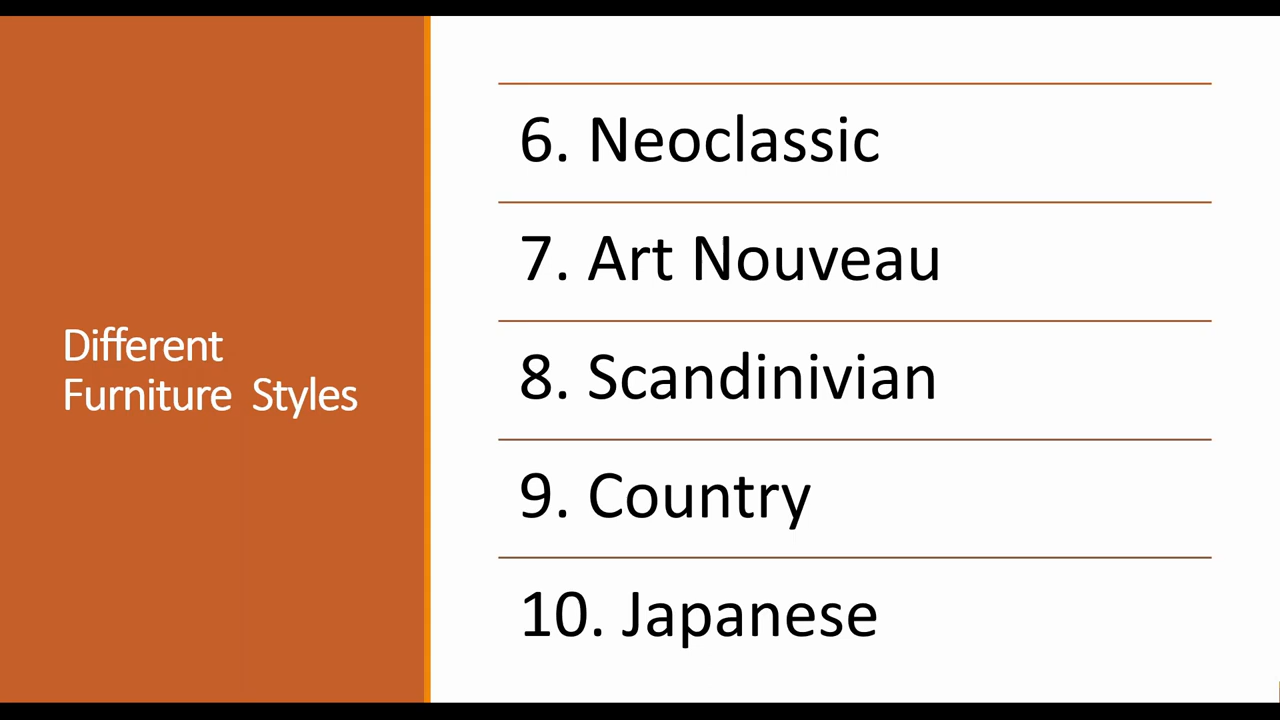 Different
Furniture Styles
6. Neoclassic
7. Art Nouveau
8. Scandinivian
9. Country
10. Japanese